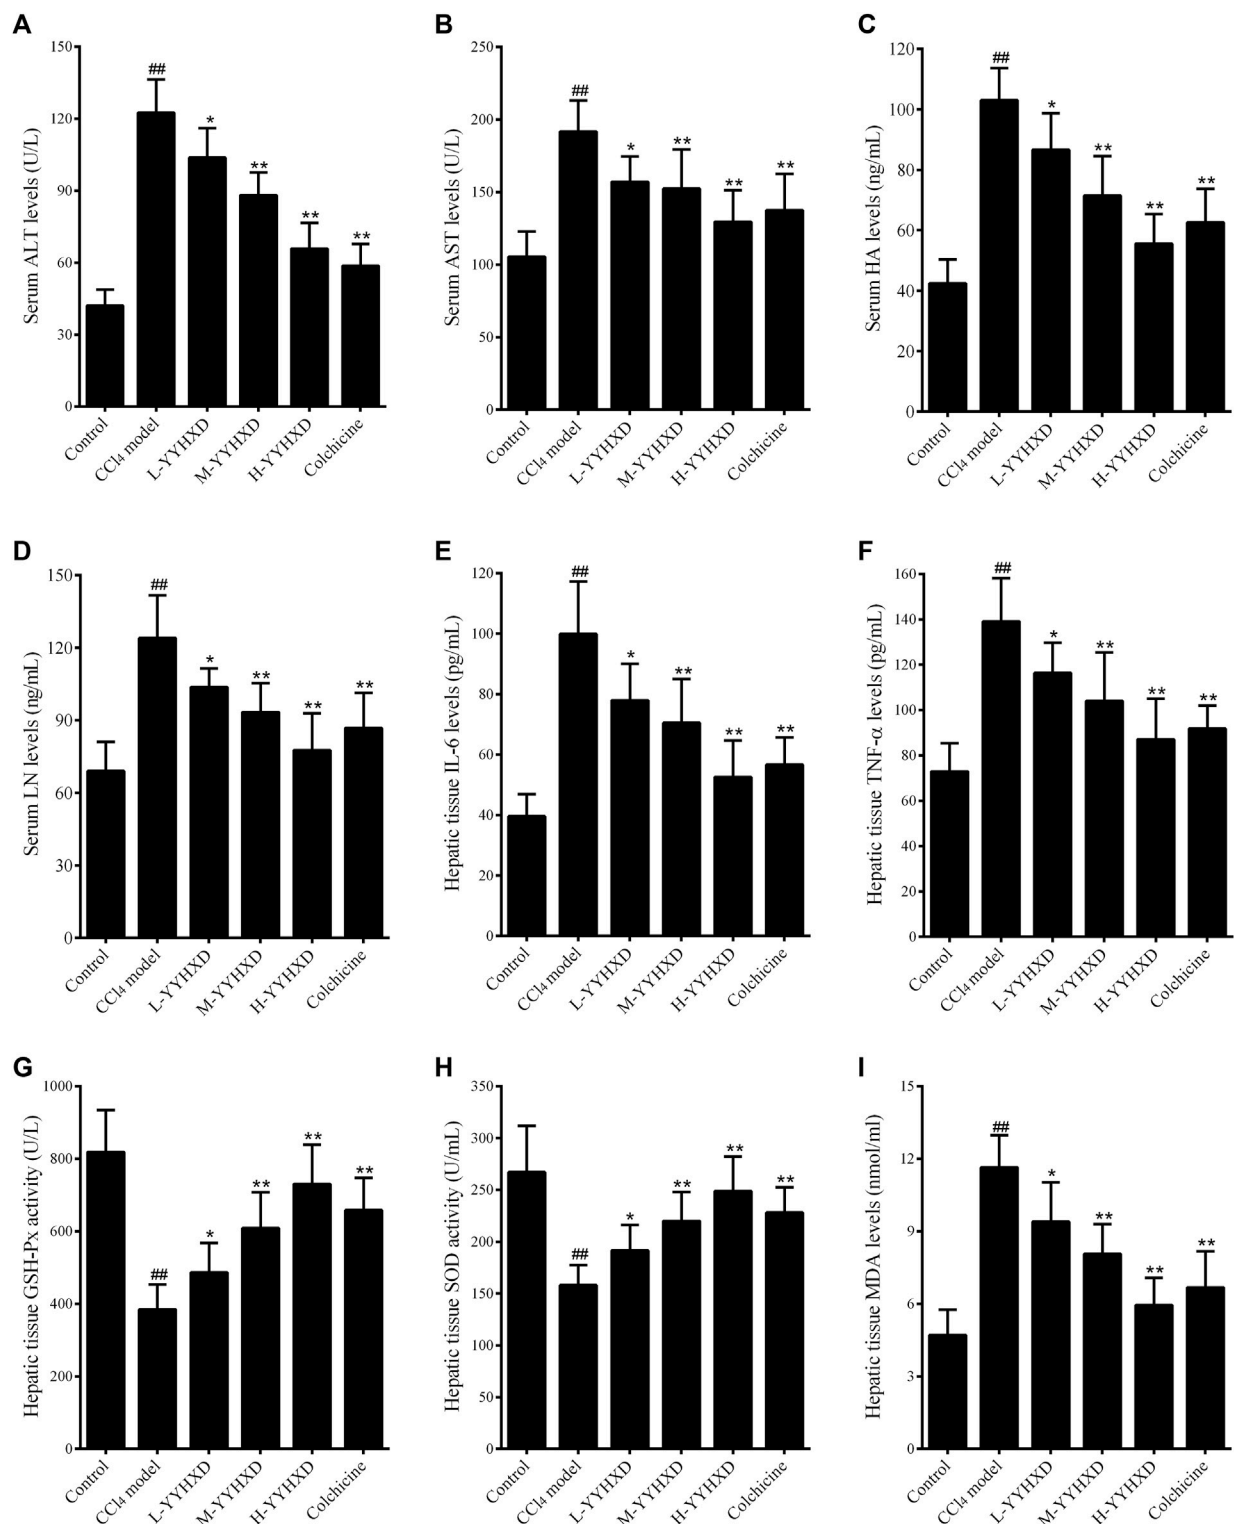 A
Serum ALT levels (U/L)
150
120
90
60
30
0
##
*
**
**
**
Control
CCl4 model
L-YYHXD
M-YYHXD
H-YYHXD
Colchicine
B
Serum AST levels (U/L)
250
200
150
100
50
0
##
*
**
**
**
Control
CCl4 model
L-YYHXD
M-YYHXD
H-YYHXD
Colchicine
C
Serum HA levels (ng/mL)
120
100
80
60
40
20
0
##
*
**
**
**
Control
CCl4 model
L-YYHXD
M-YYHXD
H-YYHXD
Colchicine
D
Serum LN levels (ng/mL)
150
120
90
60
30
0
##
*
**
**
**
Control
CCl4 model
L-YYHXD
M-YYHXD
H-YYHXD
Colchicine
E
Hepatic tissue IL-6 levels (pg/mL)
120
100
80
60
40
20
0
##
*
**
**
**
Control
CCl4 model
L-YYHXD
M-YYHXD
H-YYHXD
Colchicine
F
Hepatic tissue TNF-α levels (pg/mL)
160
140
120
100
80
60
40
20
0
##
*
**
**
**
Control
CCl4 model
L-YYHXD
M-YYHXD
H-YYHXD
Colchicine
G
Hepatic tissue GSH-Px activity (U/L)
1000
800
600
400
200
0
##
*
**
**
**
Control
CCl4 model
L-YYHXD
M-YYHXD
H-YYHXD
Colchicine
H
Hepatic tissue SOD activity (U/mL)
350
300
250
200
150
100
50
0
##
*
**
**
**
Control
CCl4 model
L-YYHXD
M-YYHXD
H-YYHXD
Colchicine
I
Hepatic tissue MDA levels (nmol/ml)
15
12
9
6
3
0
##
*
**
**
**
Control
CCl4 model
L-YYHXD
M-YYHXD
H-YYHXD
Colchicine